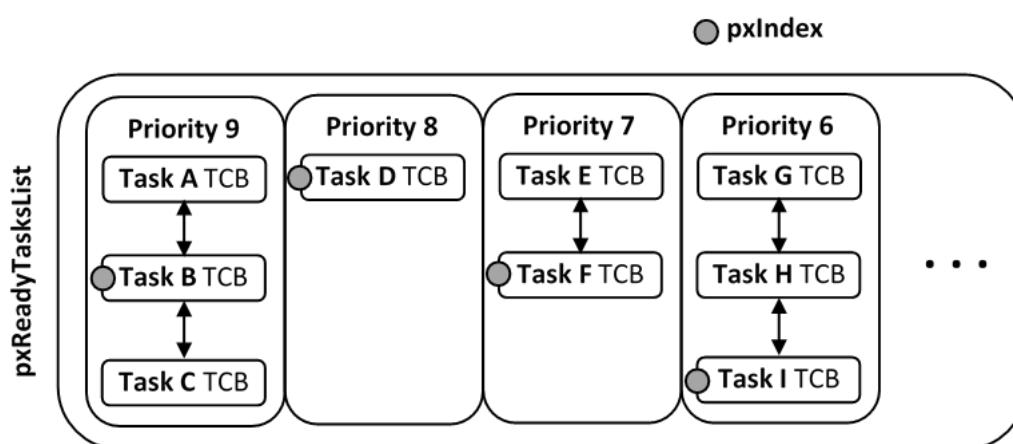 pxIndex
pxReadyTasksList
Priority 9
Task A TCB
Task B TCB
Task C TCB
Priority 8
Task D TCB
Priority 7
Task E TCB
Task F TCB
Priority 6
Task G TCB
Task H TCB
Task I TCB
...